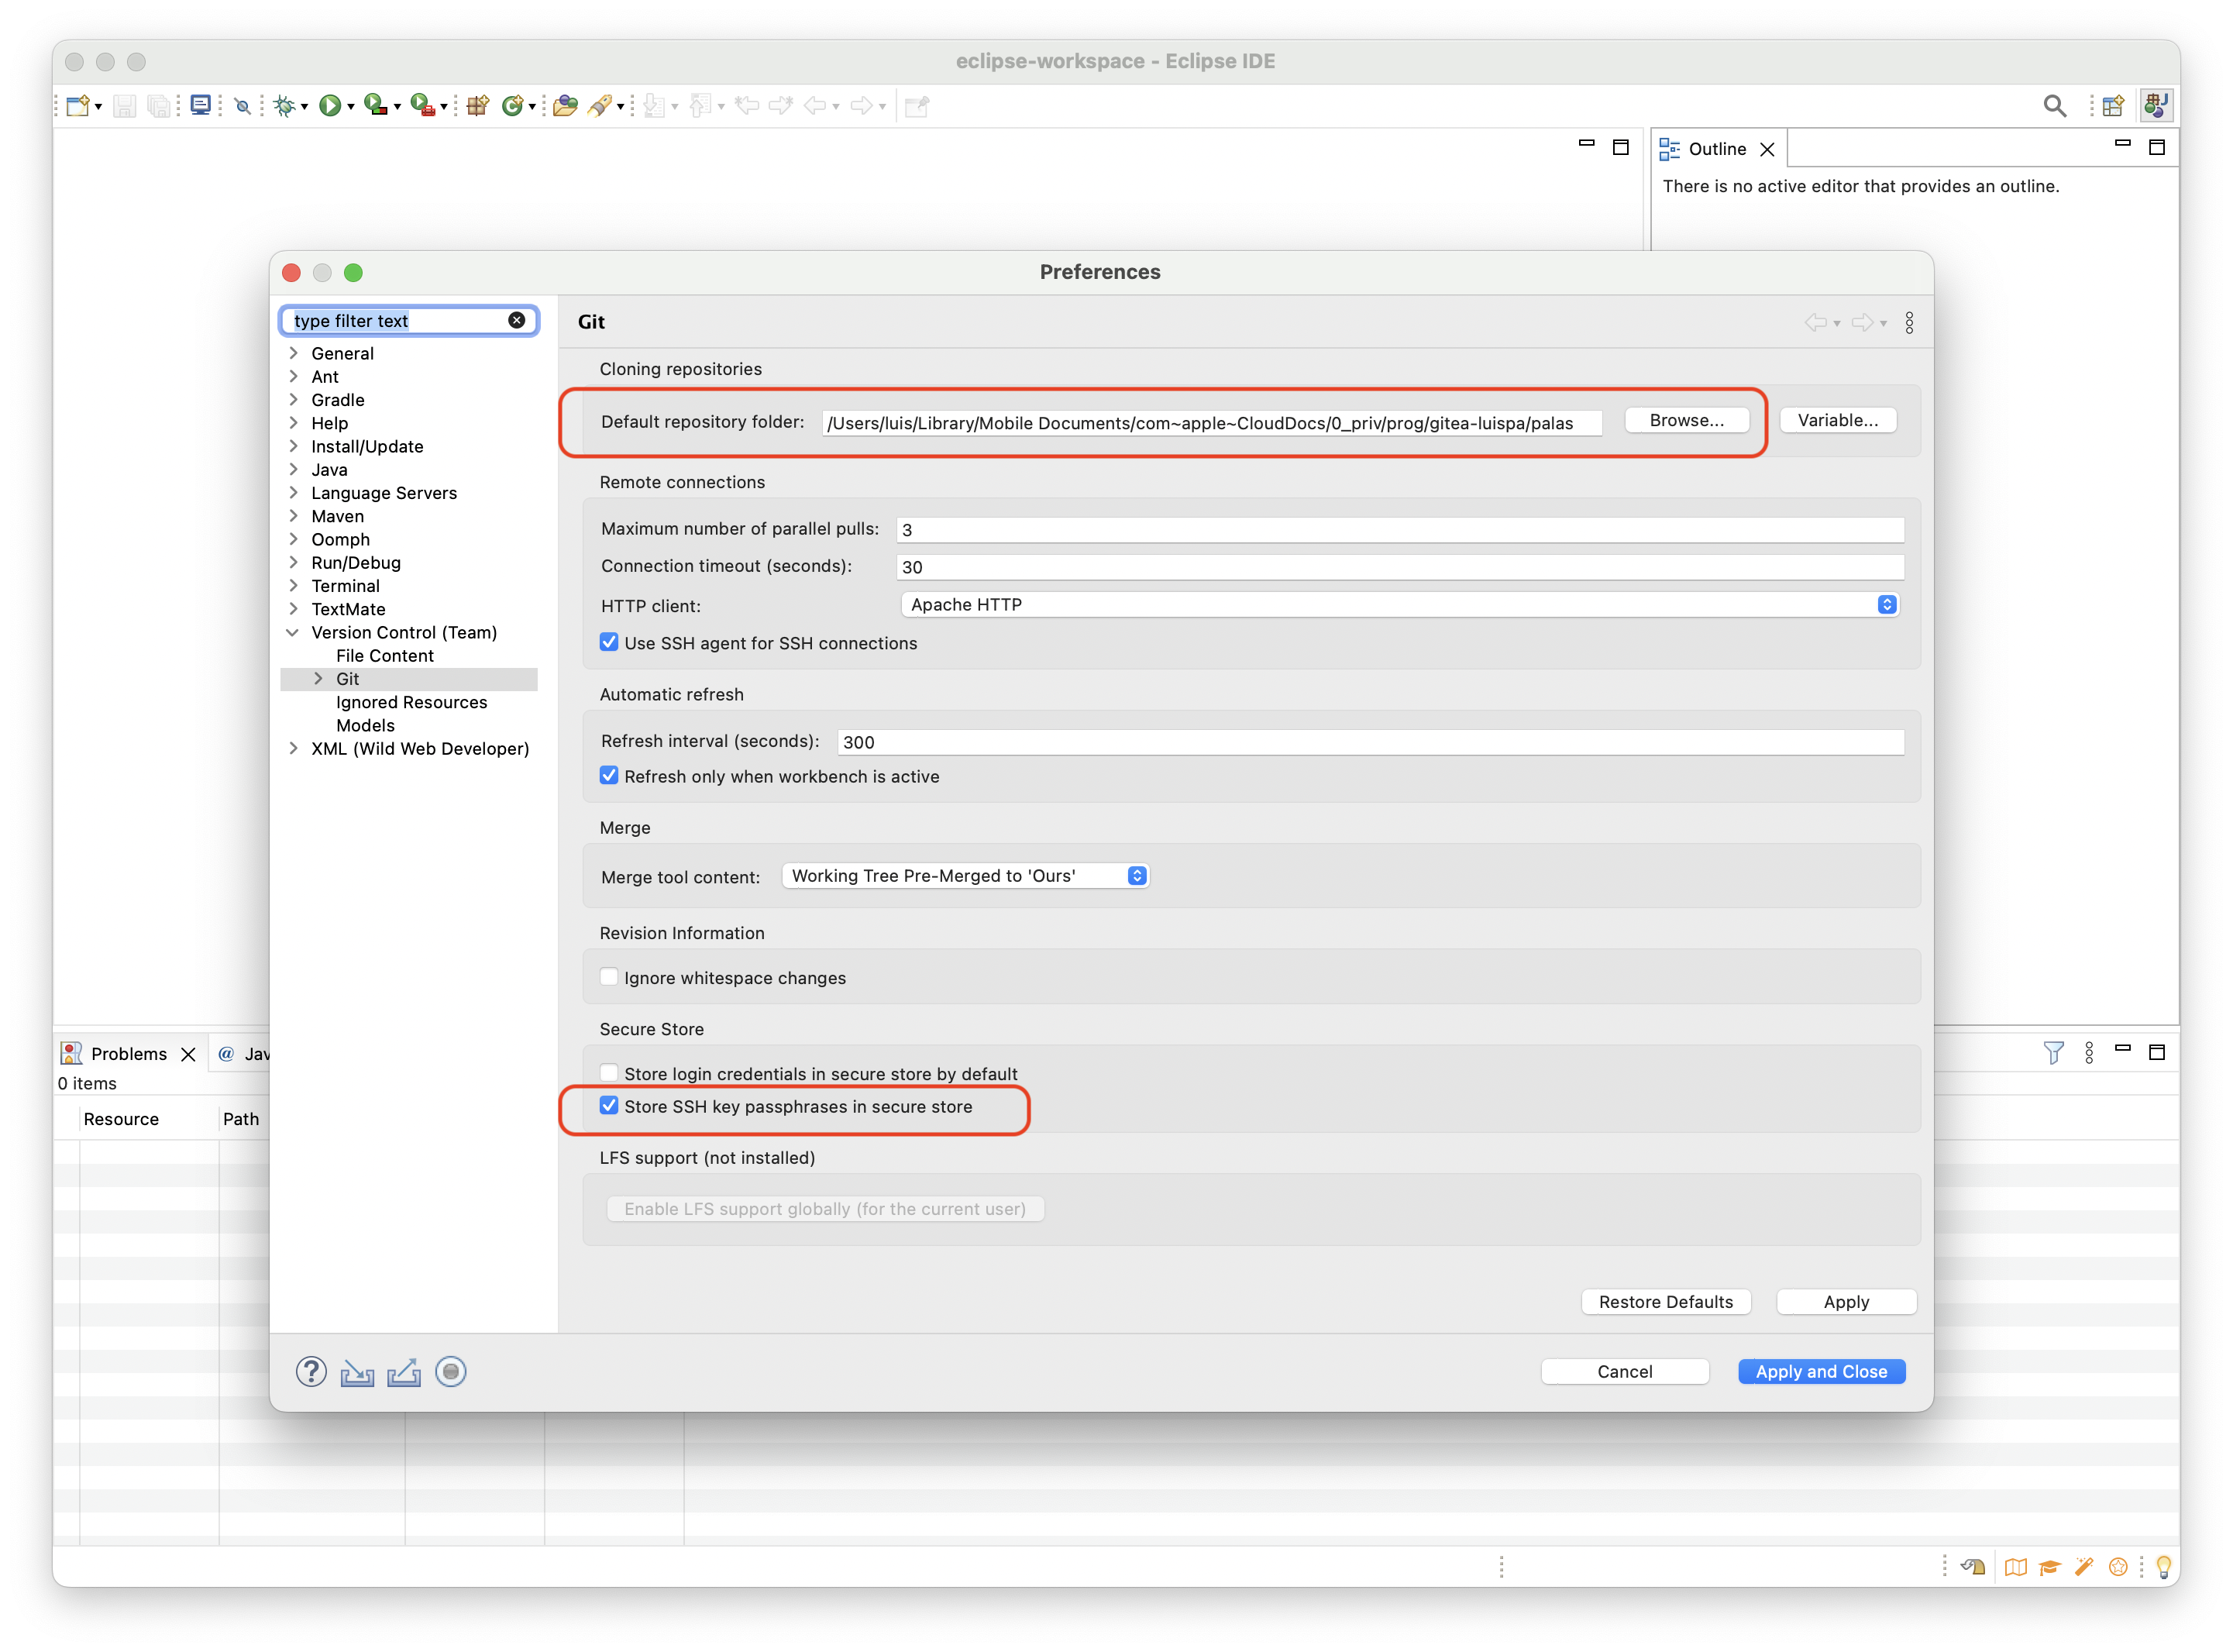 eclipse-workspace - Eclipse IDE
Outline
There is no active editor that provides an outline.
Preferences
type filter text
General
Ant
Gradle
Help
Install/Update
Java
Language Servers
Maven
Oomph
Run/Debug
Terminal
TextMate
Version Control (Team)
File Content
Git
Ignored Resources
Models
XML (Wild Web Developer)
Git
Cloning repositories
Default repository folder: /Users/luis/Library/Mobile Documents/com~apple~CloudDocs/0_priv/prog/gitea-luispa/palas Browse... Variable...
Remote connections
Maximum number of parallel pulls: 3
Connection timeout (seconds): 30
HTTP client: Apache HTTP
Use SSH agent for SSH connections
Automatic refresh
Refresh interval (seconds): 300
Refresh only when workbench is active
Merge
Merge tool content: Working Tree Pre-Merged to 'Ours'
Revision Information
Ignore whitespace changes
Secure Store
Store login credentials in secure store by default
Store SSH key passphrases in secure store
LFS support (not installed)
Enable LFS support globally (for the current user)
Restore Defaults Apply
Cancel Apply and Close
Problems @ Jav
0 items
Resource Path